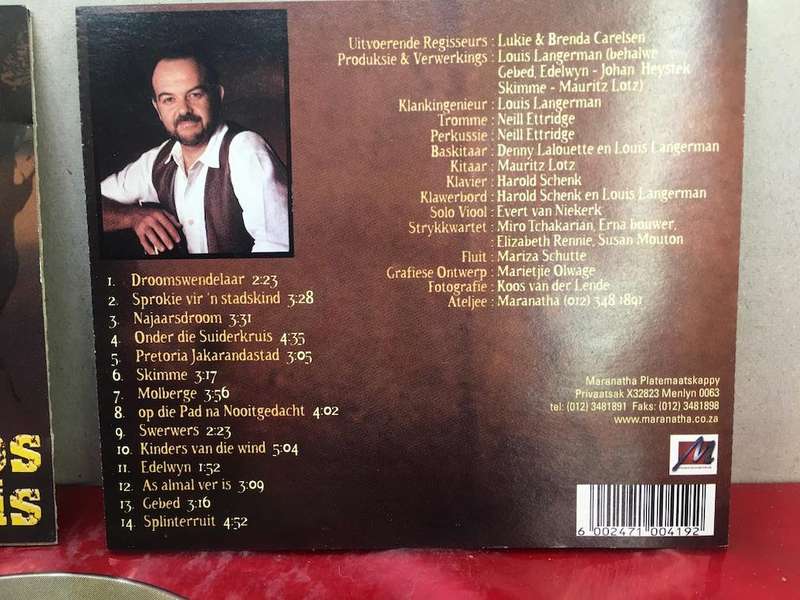 Uitvoerende Regisseurs : Lukie & Brenda Carelsen
Produksie & Verwerkings : Louis Langerman (behalwe
Gebed, Edelwyn - Johan Heystek
Skimme - Mauritz Lotz)
Klankingenieur : Louis Langerman
Tromme : Neill Ettridge
Perkussie : Neill Ettridge
Baskitaar : Denny Lalouette en Louis Langerman
Kitaar : Mauritz Lotz
Klavier : Harold Schenk
Klawerbord : Harold Schenk en Louis Langerman
Solo Viool : Evert van Niekerk
Strykkwartet : Miro Tchakarian, Erna Bouwer,
Elizabeth Rennie, Susan Mouton
Fluit : Mariza Schutte
Grafiese Ontwerp : Marietjie Olwage
Fotografie : Koos van der Lende
Ateljee : Maranatha (012) 348 1891
1. Droomswendelaar 2:23
2. Sprokie vir 'n stadskind 3:28
3. Najaarsdroom 3:31
4. Onder die Suiderkruis 4:35
5. Pretoria Jakarandastad 3:05
6. Skimme 3:17
7. Molberge 3:56
8. op die Pad na Nooitgedacht 4:02
9. Swerwers 2:23
10. Kinders van die wind 5:04
11. Edelwyn 1:52
12. As almal ver is 3:09
13. Gebed 3:16
14. Splinterruit 4:52
Maranatha Platemaatskappy
Privaatsak X32823 Menlyn 0063
tel: (012) 3481891 Faks: (012) 3481898
www.maranatha.co.za
6 002471 004192